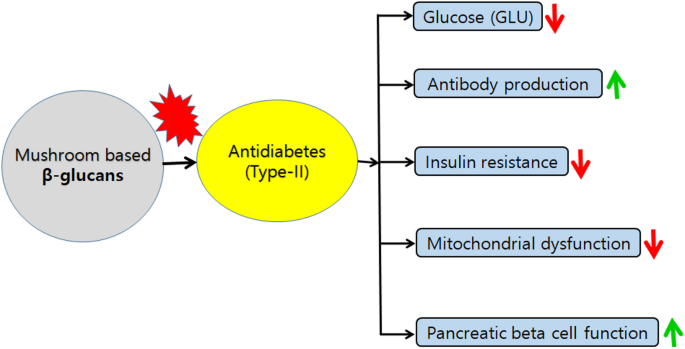 Mushroom based
β-glucans
Antidiabetes
(Type-II)
Glucose (GLU)
Antibody production
Insulin resistance
Mitochondrial dysfunction
Pancreatic beta cell function